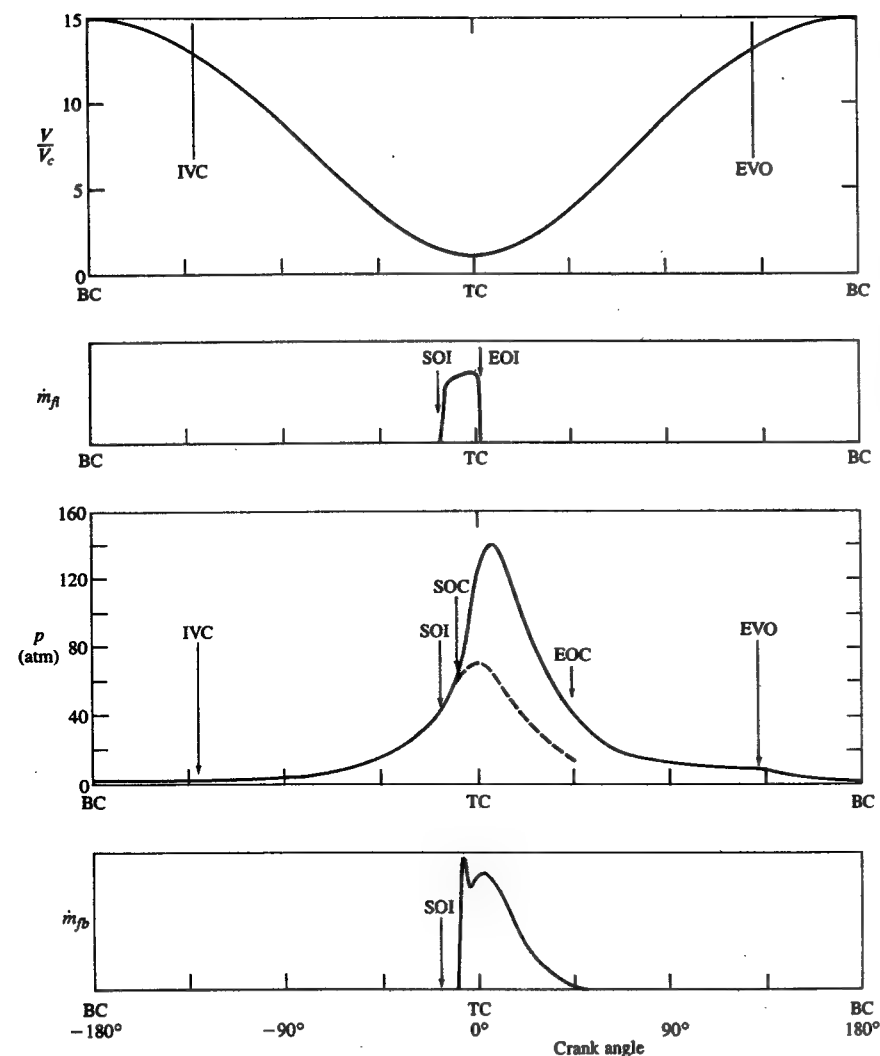 15
10
V/V_c
5
0
IVC
EVO
BC TC BC
SOI EOI
ṁ_fi
BC TC BC
160
120
80
40
0
p
(atm)
IVC
SOI
SOC
EOC
EVO
BC TC BC
ṁ_fb
SOI
BC TC BC
−180° −90° 0° 90° 180°
Crank angle